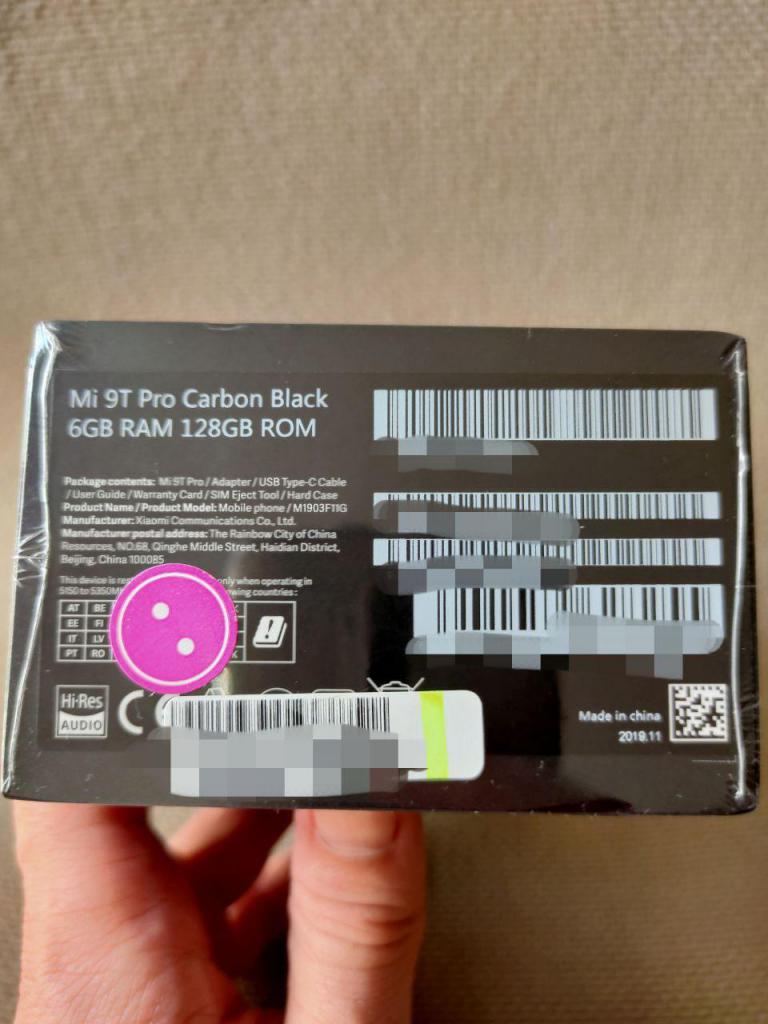 Mi 9T Pro Carbon Black
6GB RAM 128GB ROM
Package contents: Mi 9T Pro / Adapter / USB Type-C Cable
/ User Guide / Warranty Card / SIM Eject Tool / Hard Case
Product Name / Product Model: Mobile phone / M1903F11G
Manufacturer: Xiaomi Communications Co., Ltd.
Manufacturer postal address: The Rainbow City of China
Resources, NO.68, Qinghe Middle Street, Haidian District,
Beijing, China 100085
This device is only when operating in
5150 to countries :
AT BE
EE FI
IT LV
PT RO
Hi-Res
AUDIO
Made in china
2019.11